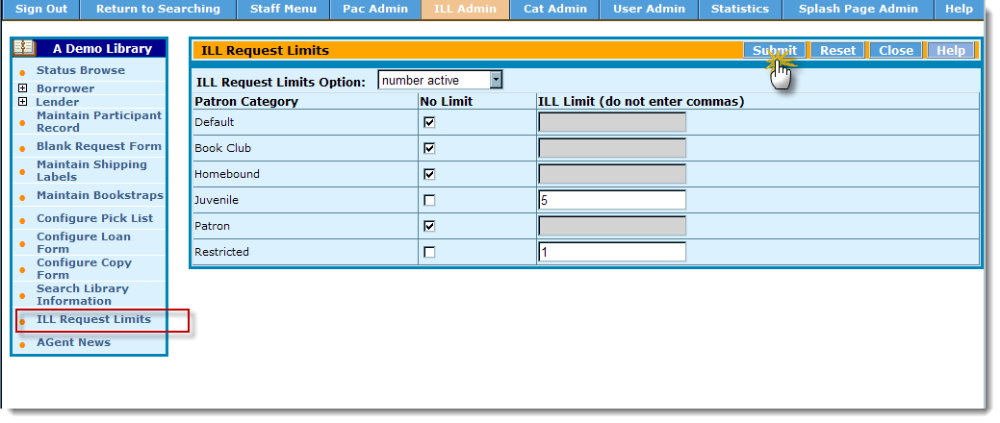 Sign Out Return to Searching Staff Menu Pac Admin ILL Admin Cat Admin User Admin Statistics Splash Page Admin Help
A Demo Library
Status Browse
Borrower
Lender
Maintain Participant
Record
Blank Request Form
Maintain Shipping
Labels
Maintain Bookstraps
Configure Pick List
Configure Loan
Form
Configure Copy
Form
Search Library
Information
ILL Request Limits
AGent News
ILL Request Limits Submit Reset Close Help
ILL Request Limits Option: number active
Patron Category No Limit ILL Limit (do not enter commas)
Default
Book Club
Homebound
Juvenile 5
Patron
Restricted 1